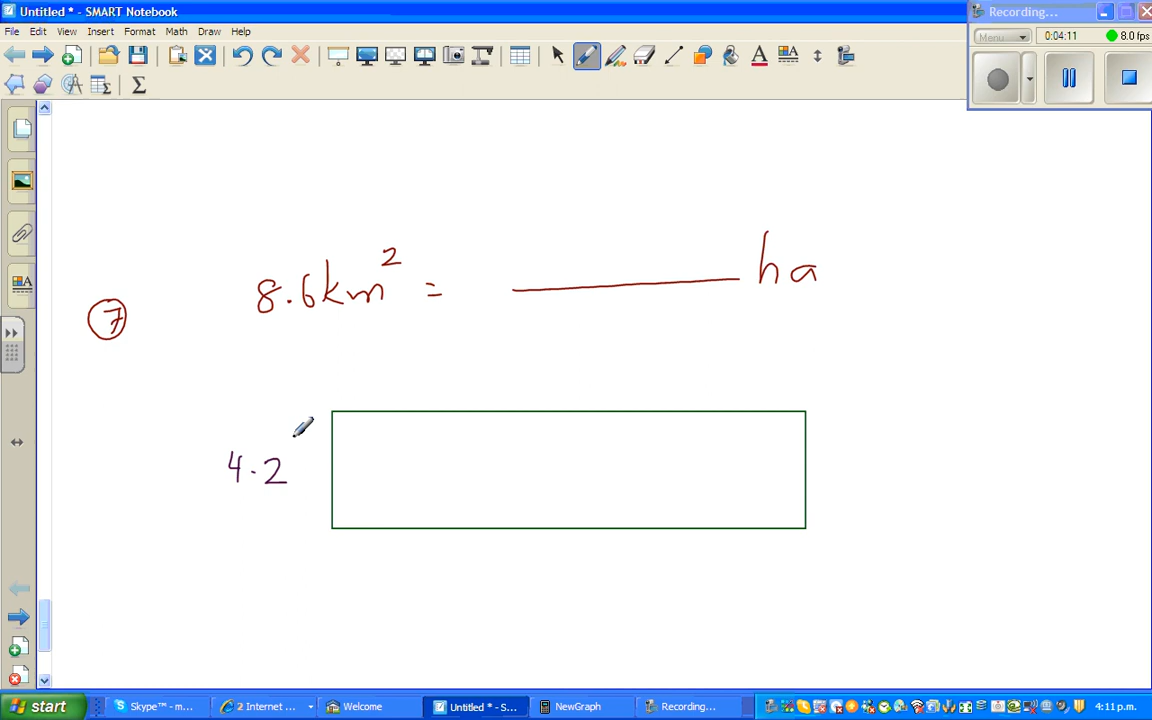 Untitled * - SMART Notebook
Recording...
File Edit View Insert Format Math Draw Help
Menu
0:04:11
8.0 fps
8.6km² = ________ ha
7
4.2
start
Skype™ - m...
2 Internet ...
Welcome
Untitled * - S...
NewGraph
Recording...
4:11 p.m.